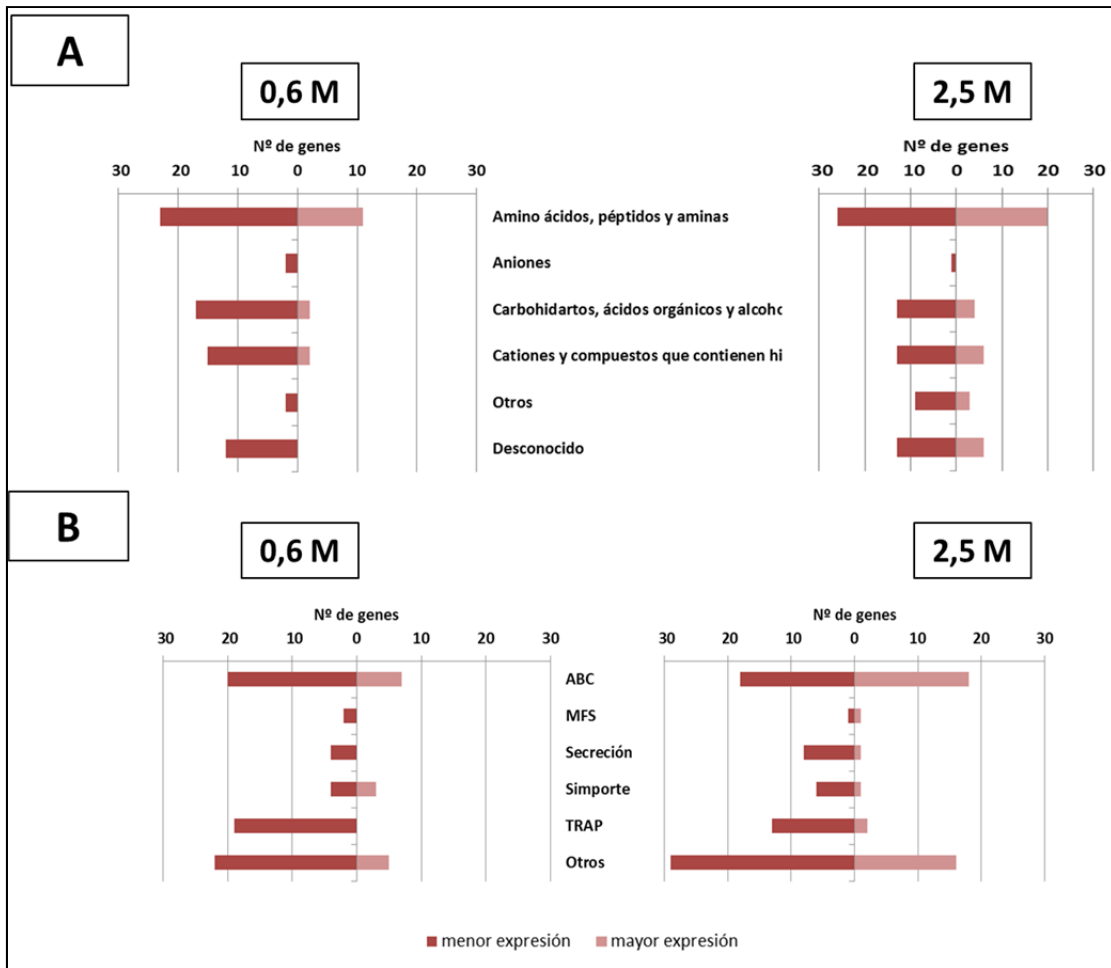 A
0,6 M
2,5 M
Nº de genes
Nº de genes
30 20 10 0 10 20 30
30 20 10 0 10 20 30
Amino ácidos, péptidos y aminas
Aniones
Carbohidartos, ácidos orgánicos y alcoho
Cationes y compuestos que contienen hi
Otros
Desconocido
B
0,6 M
2,5 M
Nº de genes
Nº de genes
30 20 10 0 10 20 30
30 20 10 0 10 20 30
ABC
MFS
Secreción
Simporte
TRAP
Otros
menor expresión mayor expresión